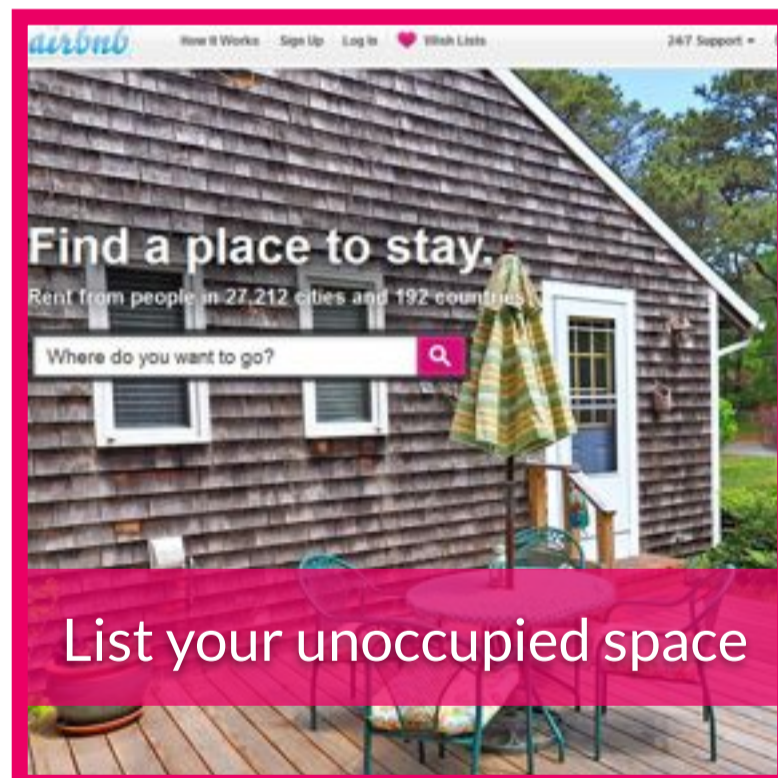 airbnb How It Works Sign Up Log In Wish Lists 24/7 Support
Find a place to stay.
Rent from people in 27,212 cities and 192 countries.
Where do you want to go?
List your unoccupied space